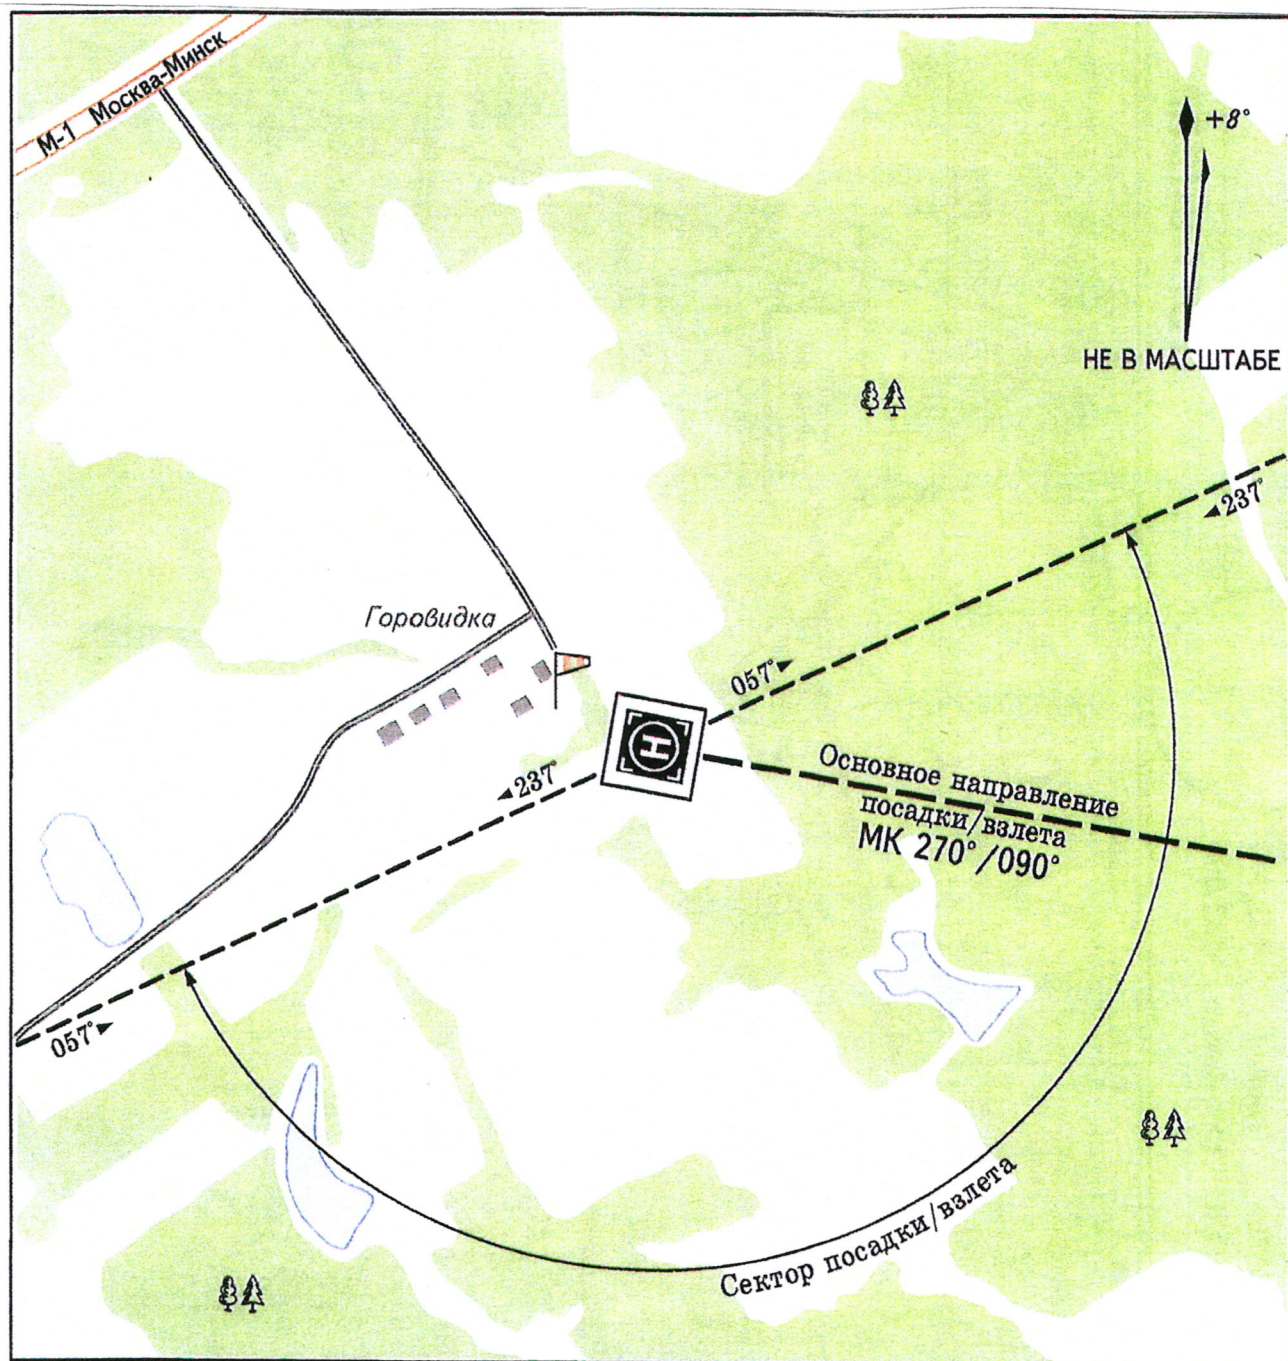 М-1 Москва-Минск
+8°
НЕ В МАСШТАБЕ
237°
Горовидка
057°
H
237°
Основное направление
посадки/взлета
МК 270°/090°
057°
Сектор посадки/взлета